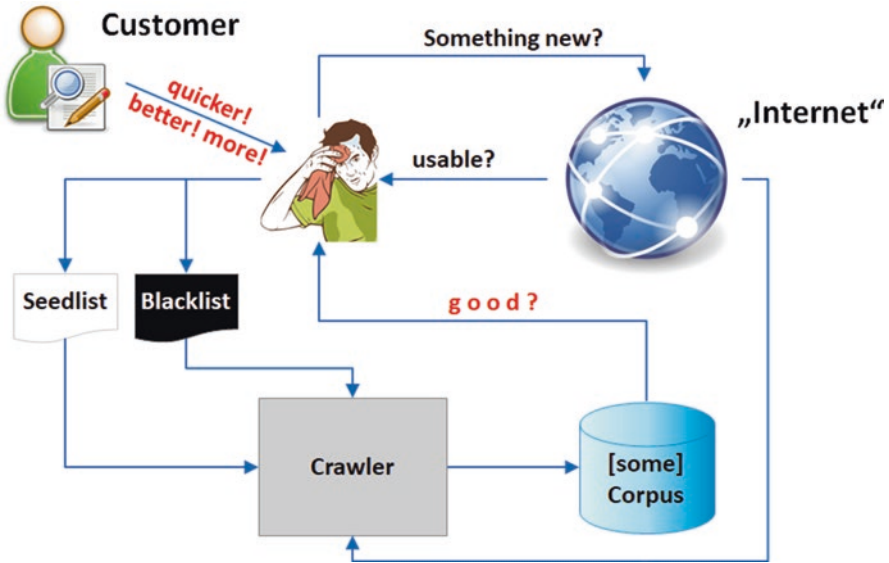 Customer
Something new?
quicker!
better! more!
„Internet“
usable?
Seedlist
Blacklist
g o o d ?
Crawler
[some]
Corpus